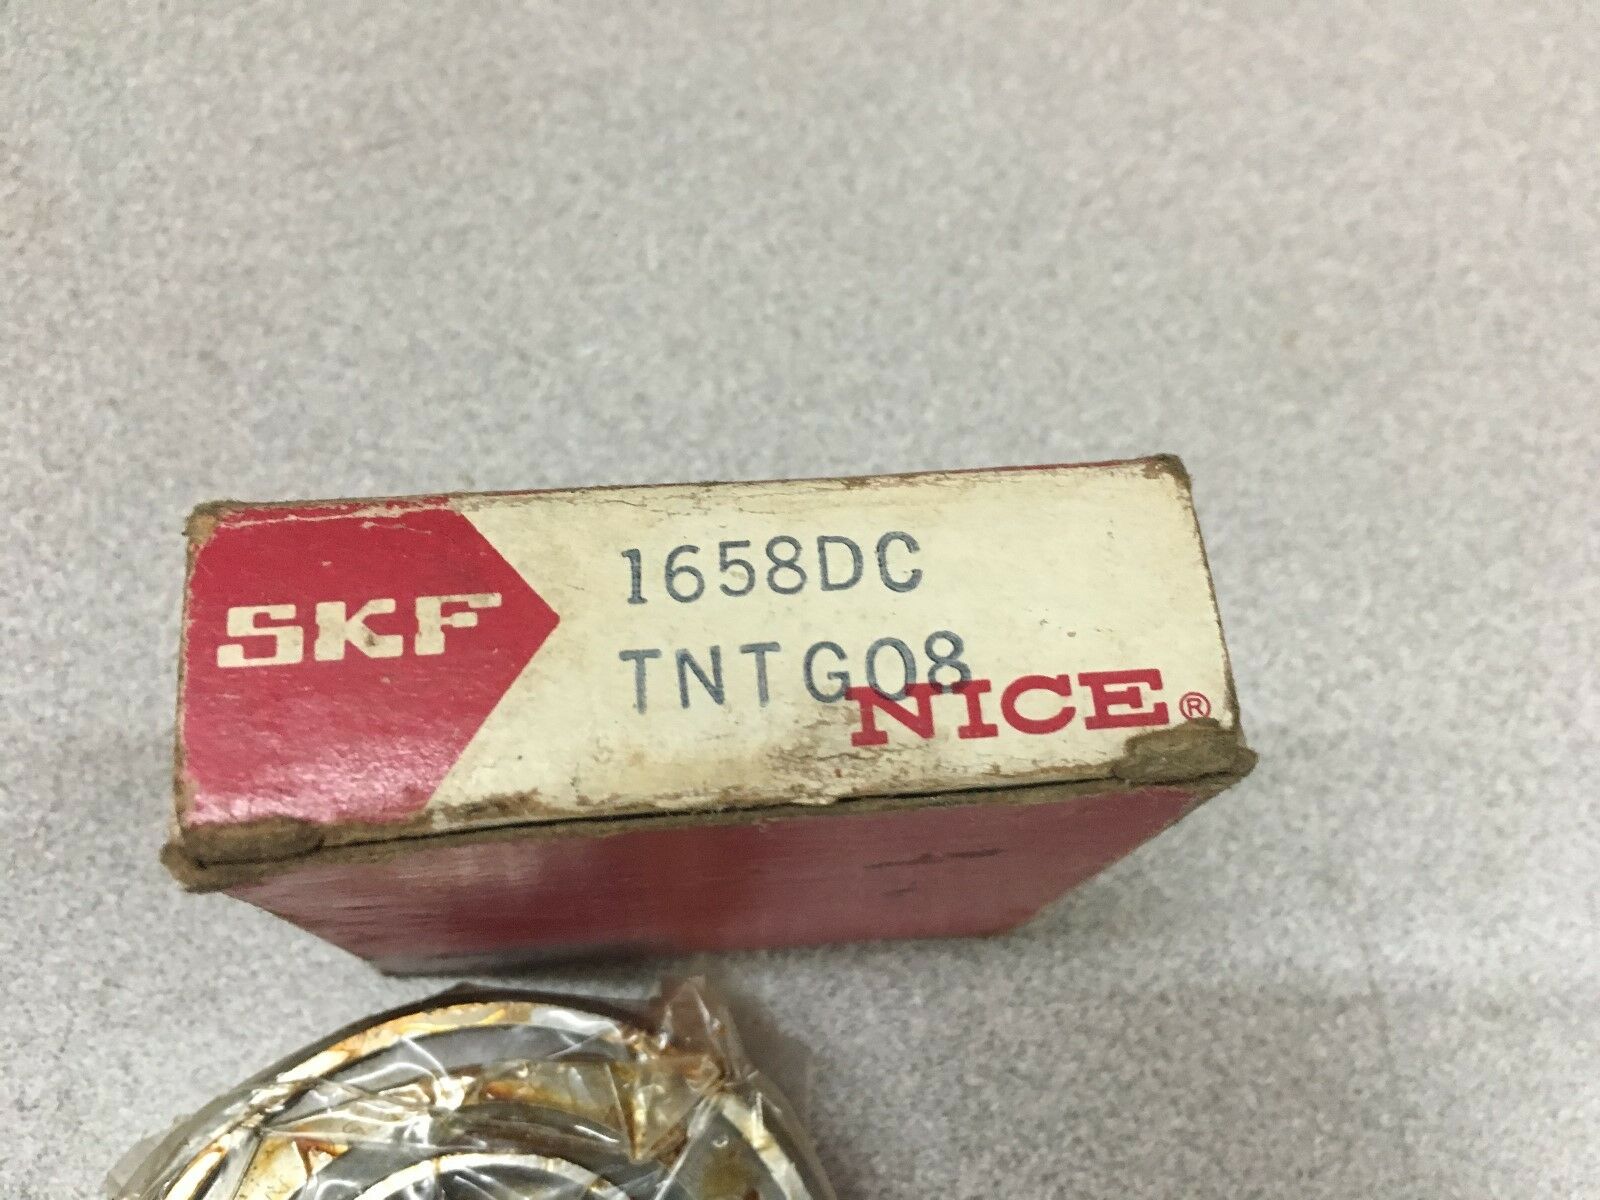 SKF
1658DC
TNTG08
NICE®